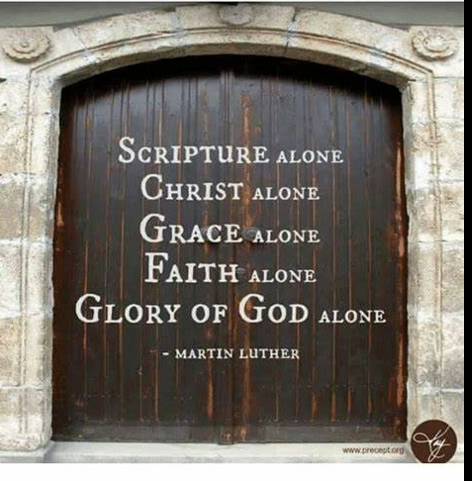 SCRIPTURE ALONE
CHRIST ALONE
GRACE ALONE
FAITH ALONE
GLORY OF GOD ALONE
- MARTIN LUTHER
www.precept.org